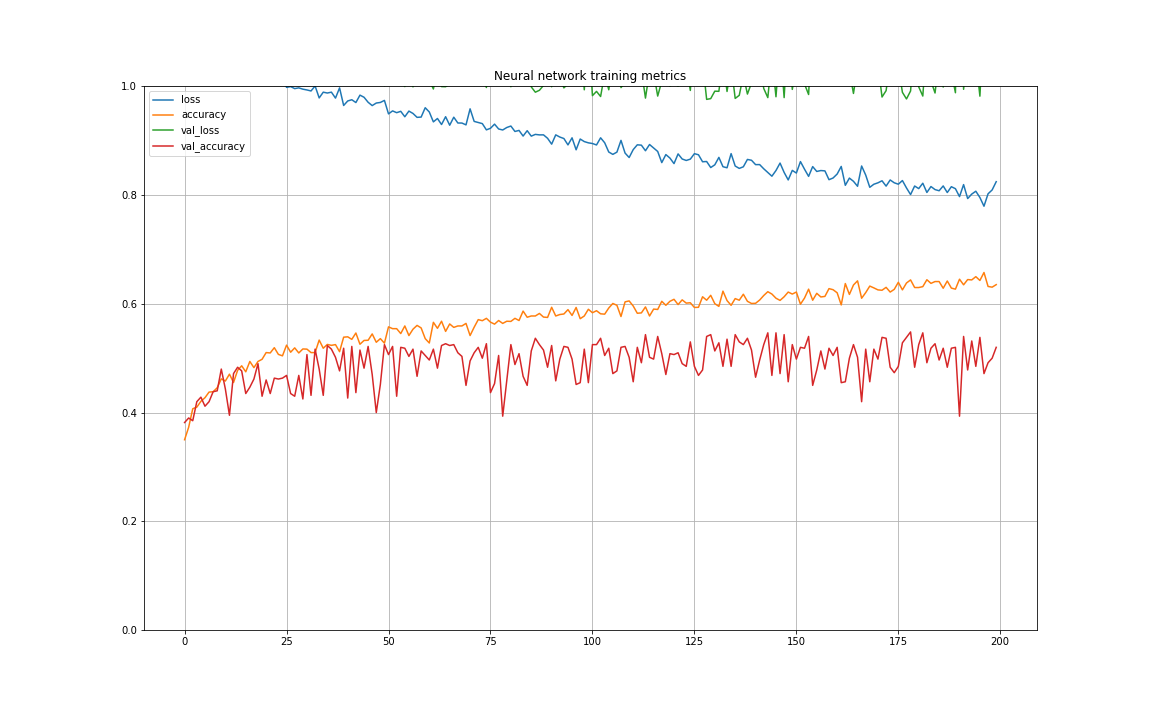 Neural network training metrics
1.0
loss
accuracy
val_loss
val_accuracy
0.8
0.6
0.4
0.2
0.0
0 25 50 75 100 125 150 175 200